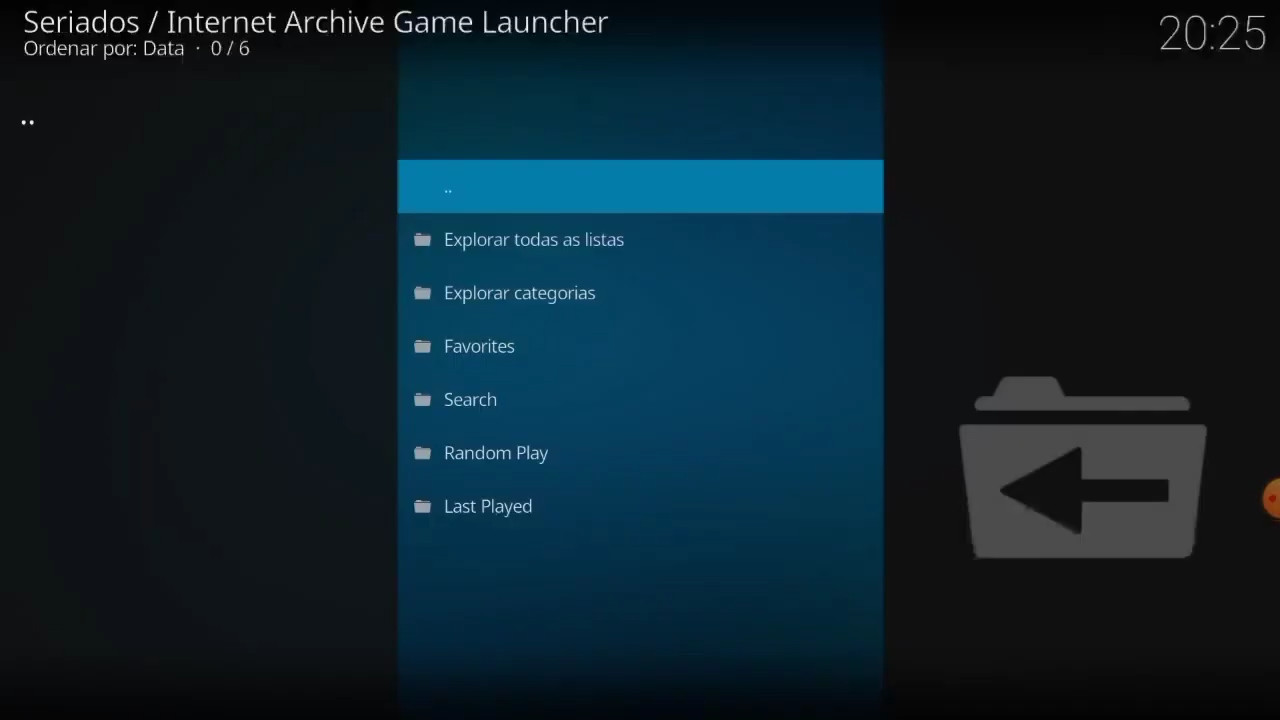 Seriados / Internet Archive Game Launcher
Ordenar por: Data · 0 / 6
20:25
..
..
Explorar todas as listas
Explorar categorias
Favorites
Search
Random Play
Last Played